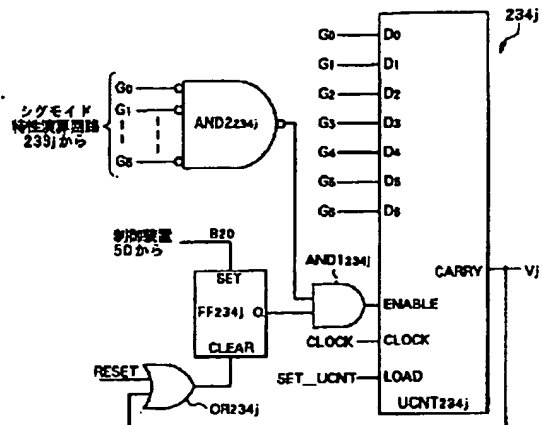 234j
G0 D0
G1 D1
G2 D2
G3 D3
G4 D4
G5 D5
G6 D6
シグモイド
特性演算回路
239jから
G0
G1
G6
AND2234j
制御装置
50から
B20
SET
FF234j Q
CLEAR
AND1234j
CARRY Vj
ENABLE
CLOCK CLOCK
RESET
SET_UCNT LOAD
OR234j
UCNT234j